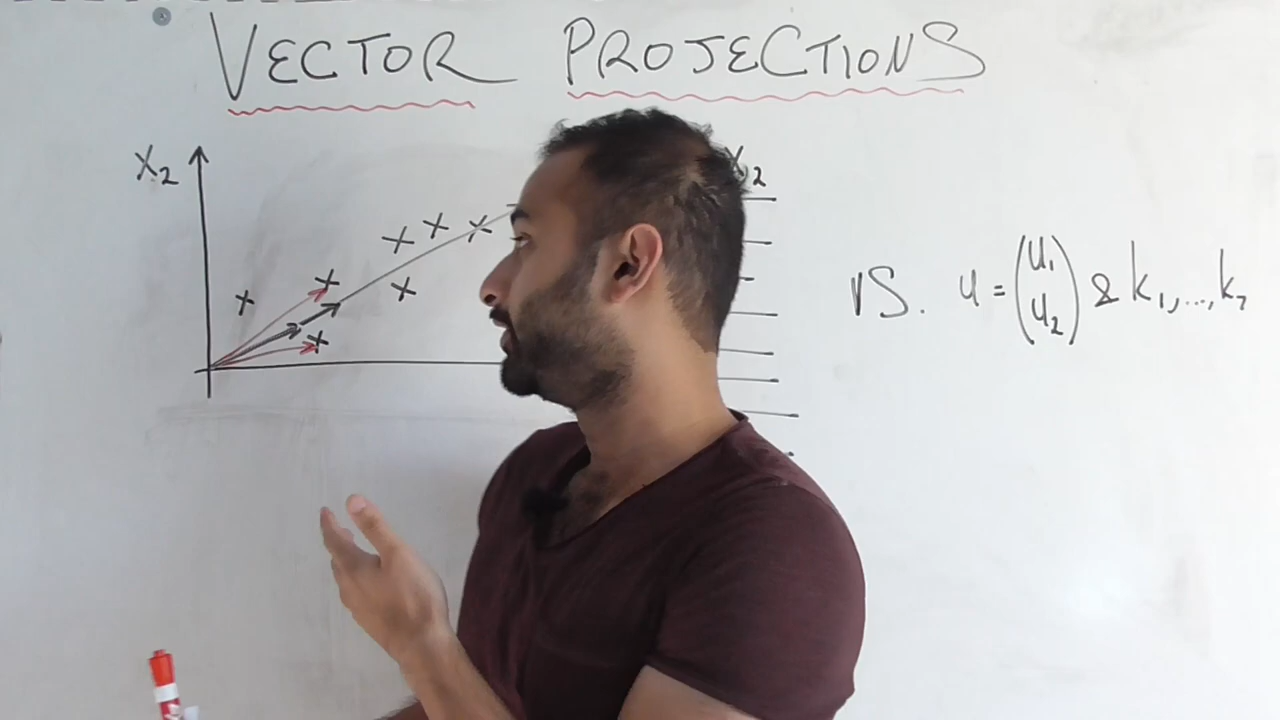 VECTOR PROJECTIONS
X₂
X₂
VS. u = (u₁ u₂) & k₁,...,k₇